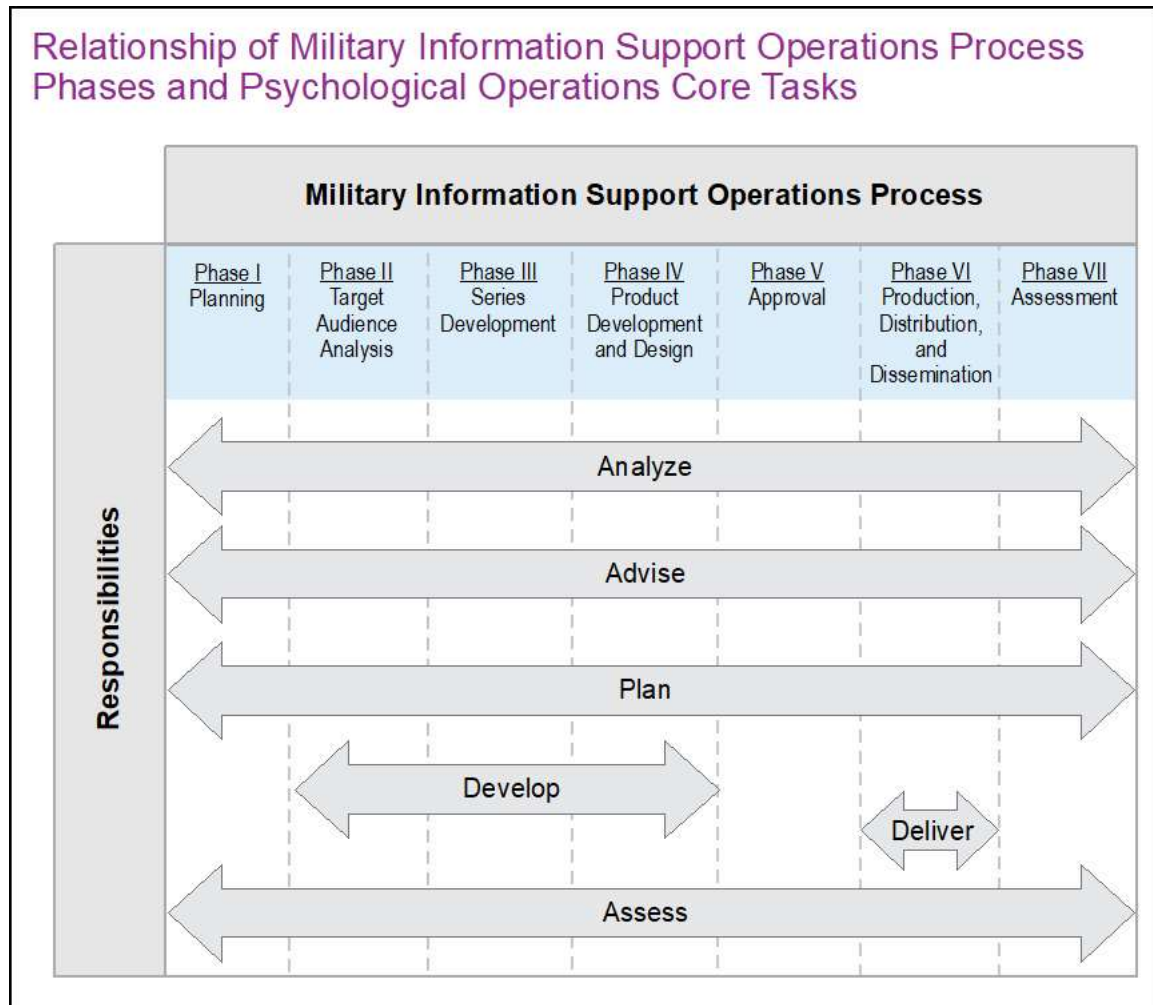 Relationship of Military Information Support Operations Process
Phases and Psychological Operations Core Tasks
Military Information Support Operations Process
Responsibilities
Phase I
Planning
Phase II
Target
Audience
Analysis
Phase III
Series
Development
Phase IV
Product
Development
and Design
Phase V
Approval
Phase VI
Production,
Distribution,
and
Dissemination
Phase VII
Assessment
Analyze
Advise
Plan
Develop
Deliver
Assess